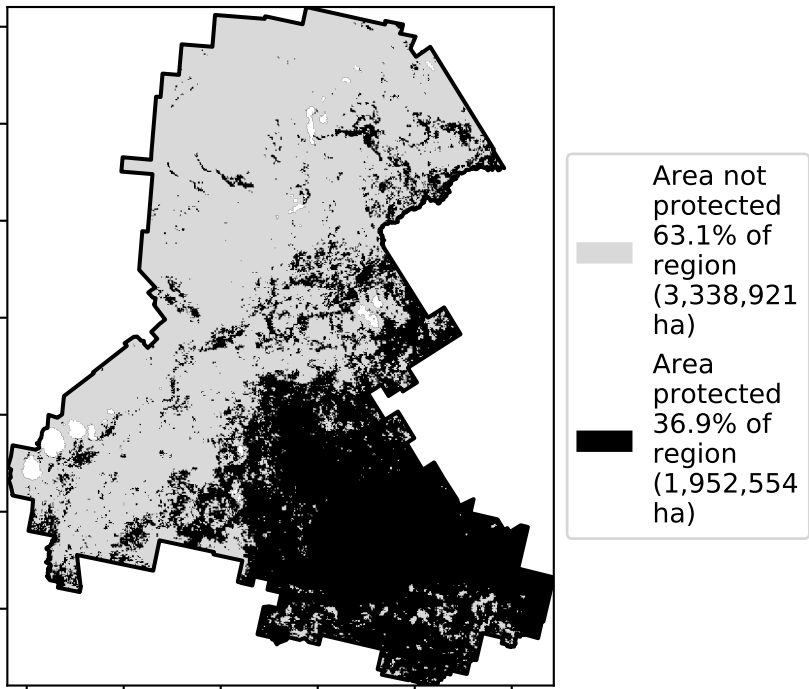 Area not
protected
63.1% of
region
(3,338,921
ha)
Area
protected
36.9% of
region
(1,952,554
ha)